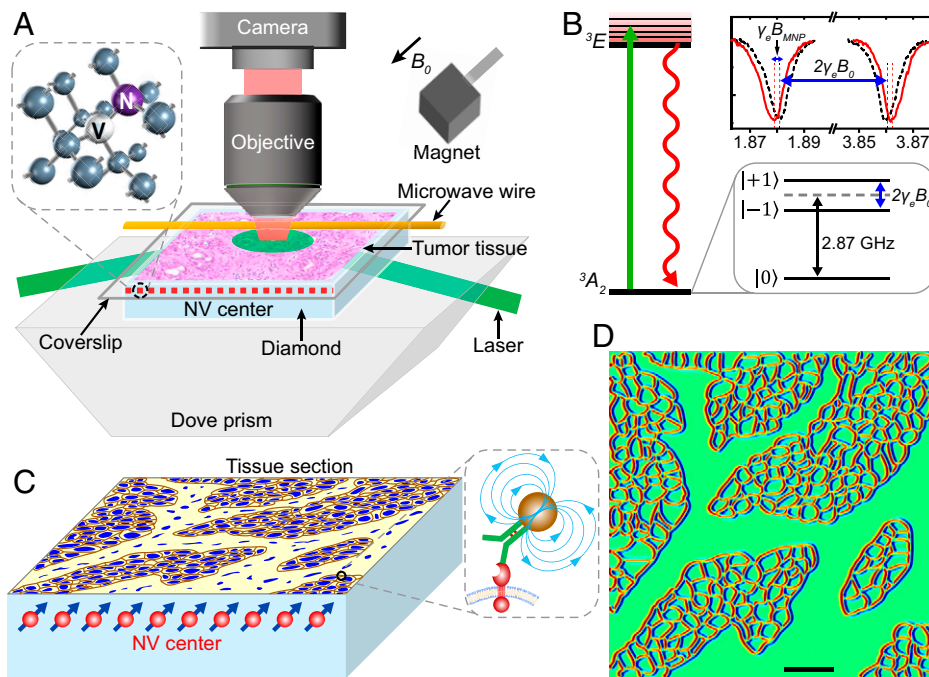 A
Camera
B₀
N
V
Objective
Magnet
Microwave wire
Tumor tissue
NV center
Coverslip
Diamond
Laser
Dove prism
B
³E
³A₂
γₑB_MNP
2γₑB₀
1.87
1.89
3.85
3.87
|+1⟩
|−1⟩
2γₑB₀
2.87 GHz
|0⟩
C
Tissue section
NV center
D